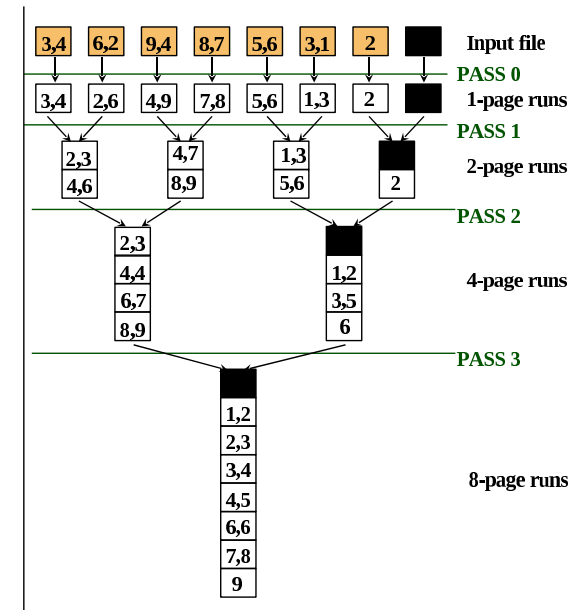 3,4 6,2 9,4 8,7 5,6 3,1 2 Input file
PASS 0
3,4 2,6 4,9 7,8 5,6 1,3 2 1-page runs
PASS 1
2,3 4,7 1,3
2-page runs
4,6 8,9 5,6 2
PASS 2
2,3
4,4 1,2
4-page runs
6,7 3,5
8,9 6
PASS 3
1,2
2,3
3,4
8-page runs
4,5
6,6
7,8
9